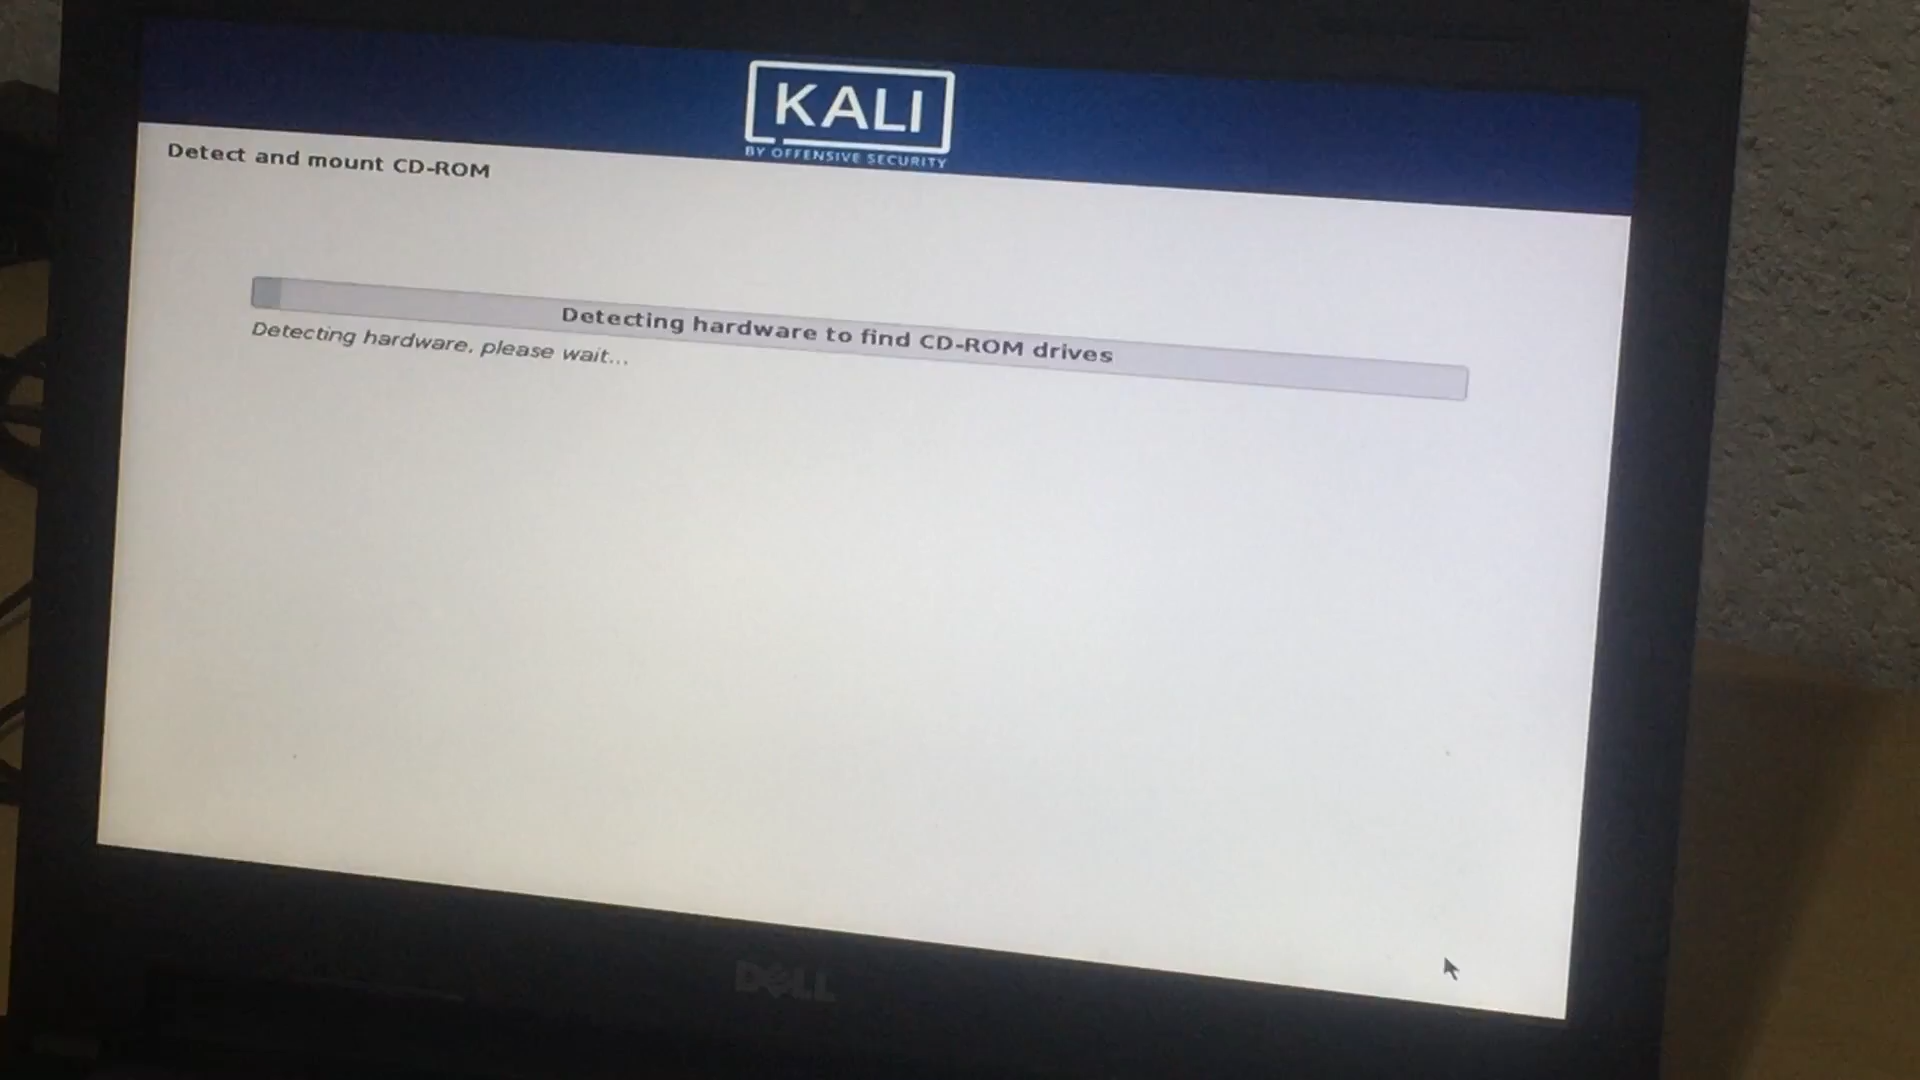 KALI
BY OFFENSIVE SECURITY
Detect and mount CD-ROM
Detecting hardware to find CD-ROM drives
Detecting hardware, please wait...
DELL